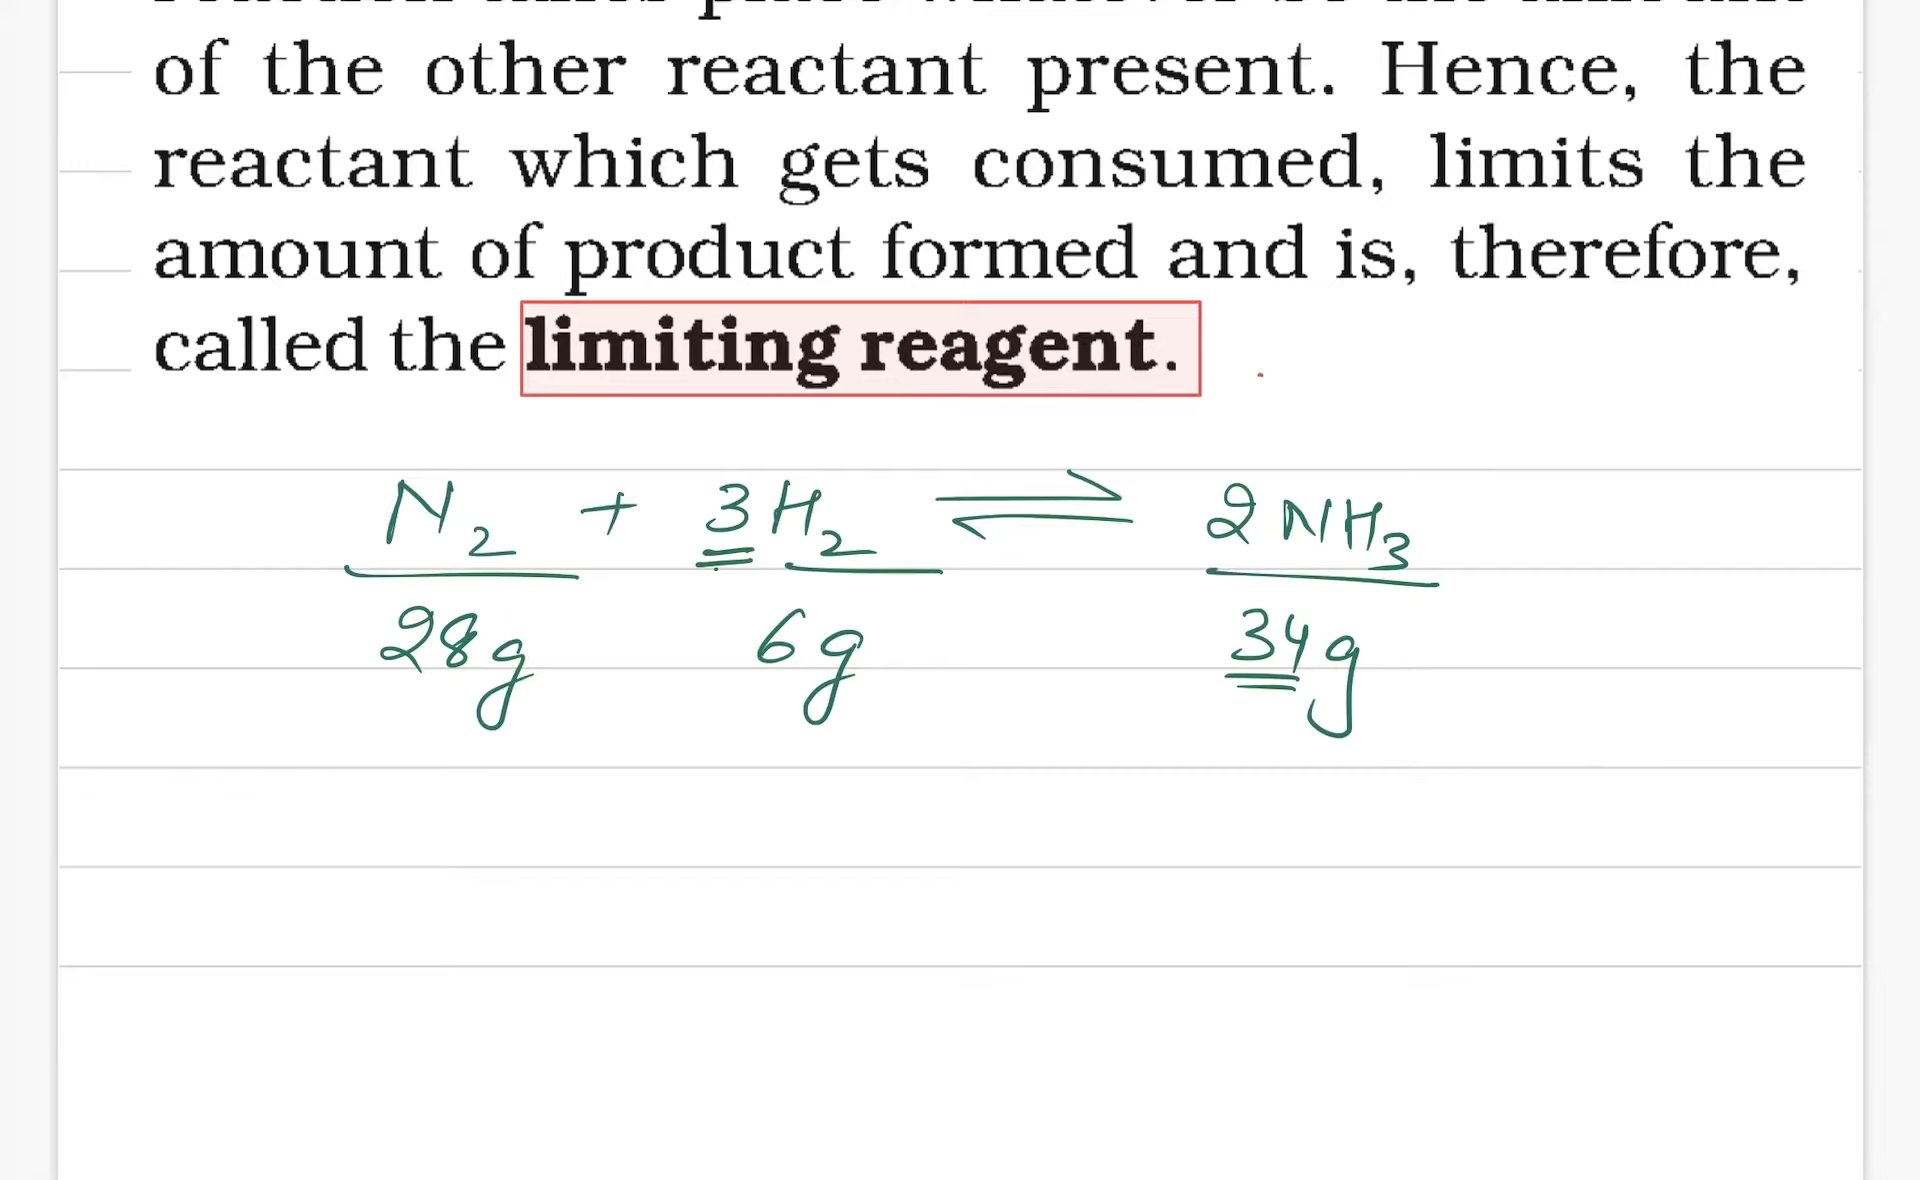 of the other reactant present. Hence, the
reactant which gets consumed, limits the
amount of product formed and is, therefore,
called the limiting reagent.
N₂ + 3H₂ ⇌ 2NH₃
28g 6g 34g